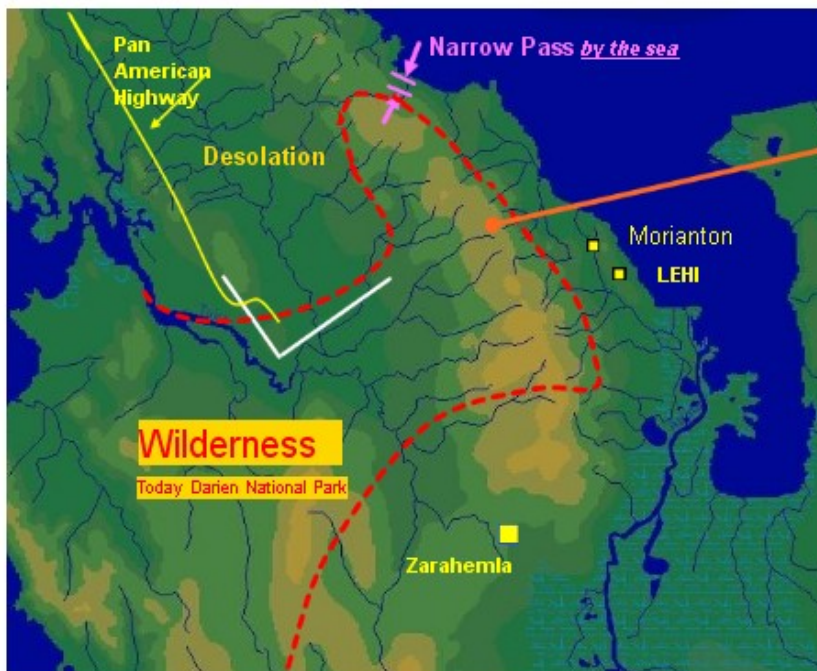 Pan
American
Highway
Narrow Pass by the sea
Desolation
Morianton
LEHI
Wilderness
Today Darien National Park
Zarahemla